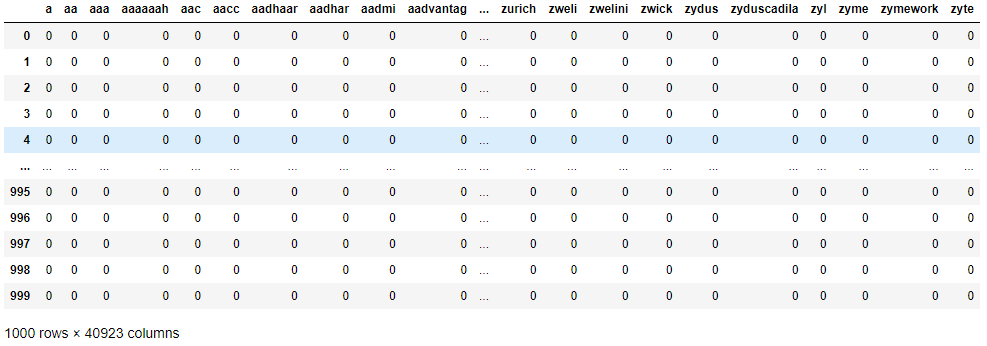 a aa aaa aaaaaah aac aacc aadhaar aadhar aadmi aadvantag ... zurich zweli zwelini zwick zydus zyduscadila zyl zyme zymework zyte
0 0 0 0 0 0 0 0 0 0 0 ... 0 0 0 0 0 0 0 0 0 0
1 0 0 0 0 0 0 0 0 0 0 ... 0 0 0 0 0 0 0 0 0 0
2 0 0 0 0 0 0 0 0 0 0 ... 0 0 0 0 0 0 0 0 0 0
3 0 0 0 0 0 0 0 0 0 0 ... 0 0 0 0 0 0 0 0 0 0
4 0 0 0 0 0 0 0 0 0 0 ... 0 0 0 0 0 0 0 0 0 0
... ... ... ... ... ... ... ... ... ... ... ... ... ... ... ... ... ... ... ... ... ...
995 0 0 0 0 0 0 0 0 0 0 ... 0 0 0 0 0 0 0 0 0 0
996 0 0 0 0 0 0 0 0 0 0 ... 0 0 0 0 0 0 0 0 0 0
997 0 0 0 0 0 0 0 0 0 0 ... 0 0 0 0 0 0 0 0 0 0
998 0 0 0 0 0 0 0 0 0 0 ... 0 0 0 0 0 0 0 0 0 0
999 0 0 0 0 0 0 0 0 0 0 ... 0 0 0 0 0 0 0 0 0 0
1000 rows × 40923 columns